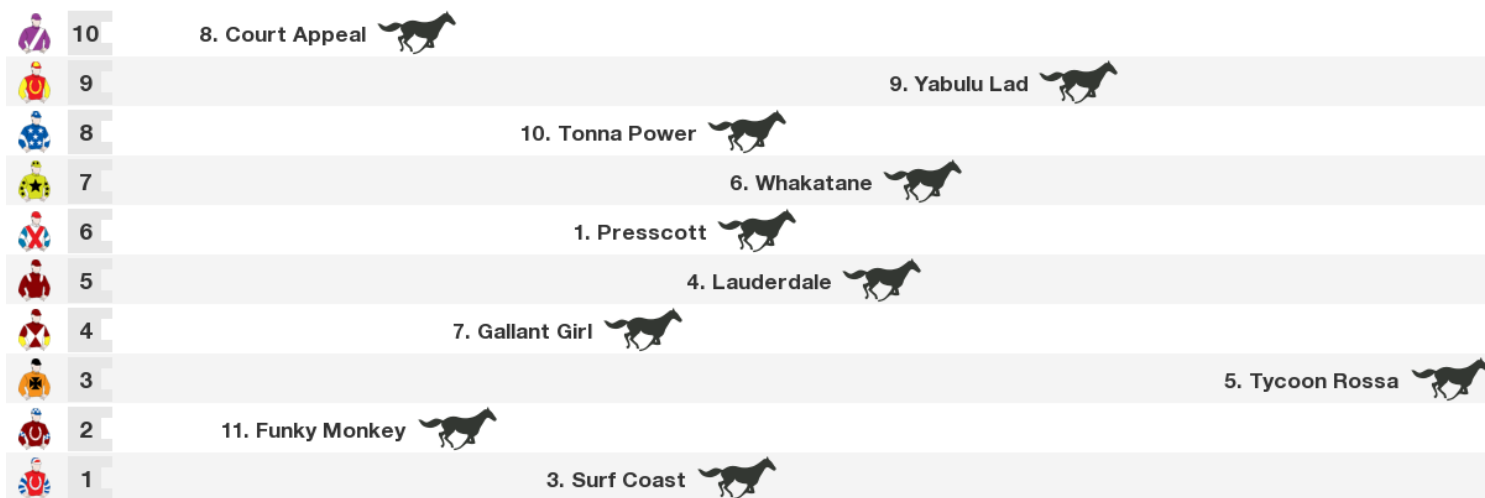 10 8. Court Appeal
9 9. Yabulu Lad
8 10. Tonna Power
7 6. Whakatane
6 1. Presscott
5 4. Lauderdale
4 7. Gallant Girl
3 5. Tycoon Rossa
2 11. Funky Monkey
1 3. Surf Coast